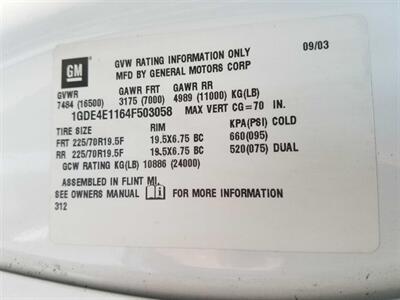 GM
GVW RATING INFORMATION ONLY
MFD BY GENERAL MOTORS CORP
09/03
GVWR GAWR FRT GAWR RR
7484 (16500) 3175 (7000) 4989 (11000) KG(LB)
1GDE4E1164F503058 MAX VERT CG=70 IN.
TIRE SIZE RIM KPA(PSI) COLD
FRT 225/70R19.5F 19.5X6.75 BC 660(095)
RR 225/70R19.5F 19.5X6.75 BC 520(075) DUAL
GCW RATING KG(LB) 10886 (24000)
ASSEMBLED IN FLINT MI.
SEE OWNERS MANUAL i FOR MORE INFORMATION
312